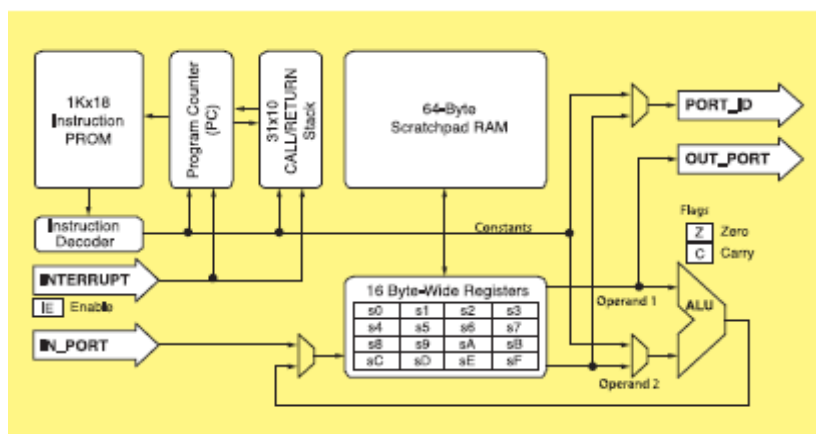 1Kx18
Instruction
PROM
Program Counter
(PC)
31x10
CALL/RETURN
Stack
64-Byte
Scratchpad RAM
PORT_ID
OUT_PORT
Instruction
Decoder
Constants
Flags
Z Zero
C Carry
INTERRUPT
IE Enable
16 Byte-Wide Registers
s0 s1 s2 s3
s4 s5 s6 s7
s8 s9 sA sB
sC sD sE sF
Operand 1
ALU
IN_PORT
Operand 2